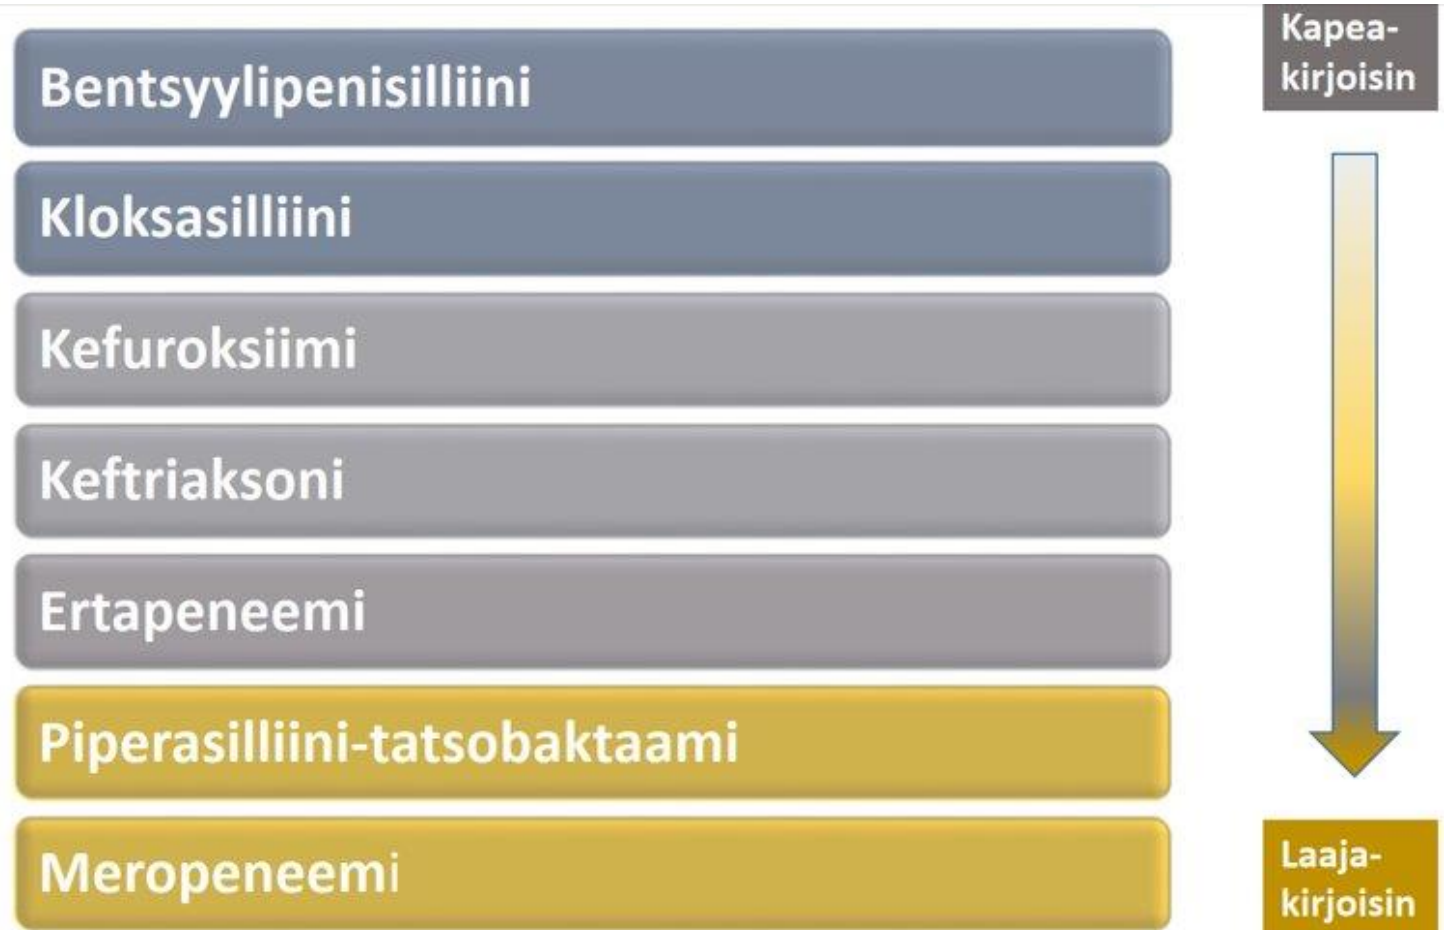 Kapea-
kirjoisin
Bentsyylipenisilliini
Kloksasilliini
Kefuroksiimi
Keftriaksoni
Ertapeneemi
Piperasilliini-tatsobaktaami
Meropeneemi
Laaja-
kirjoisin